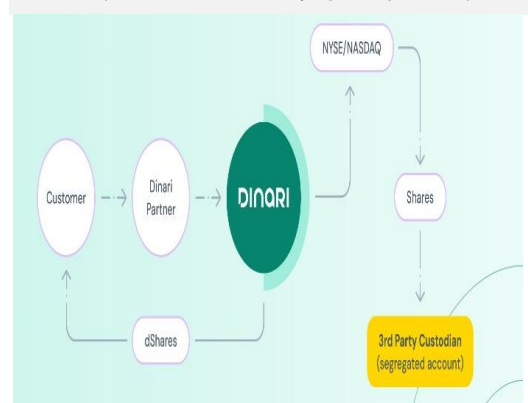 NYSE/NASDAQ
Customer
Dinari
Partner
DINARI
Shares
dShares
3rd Party Custodian
(segregated account)